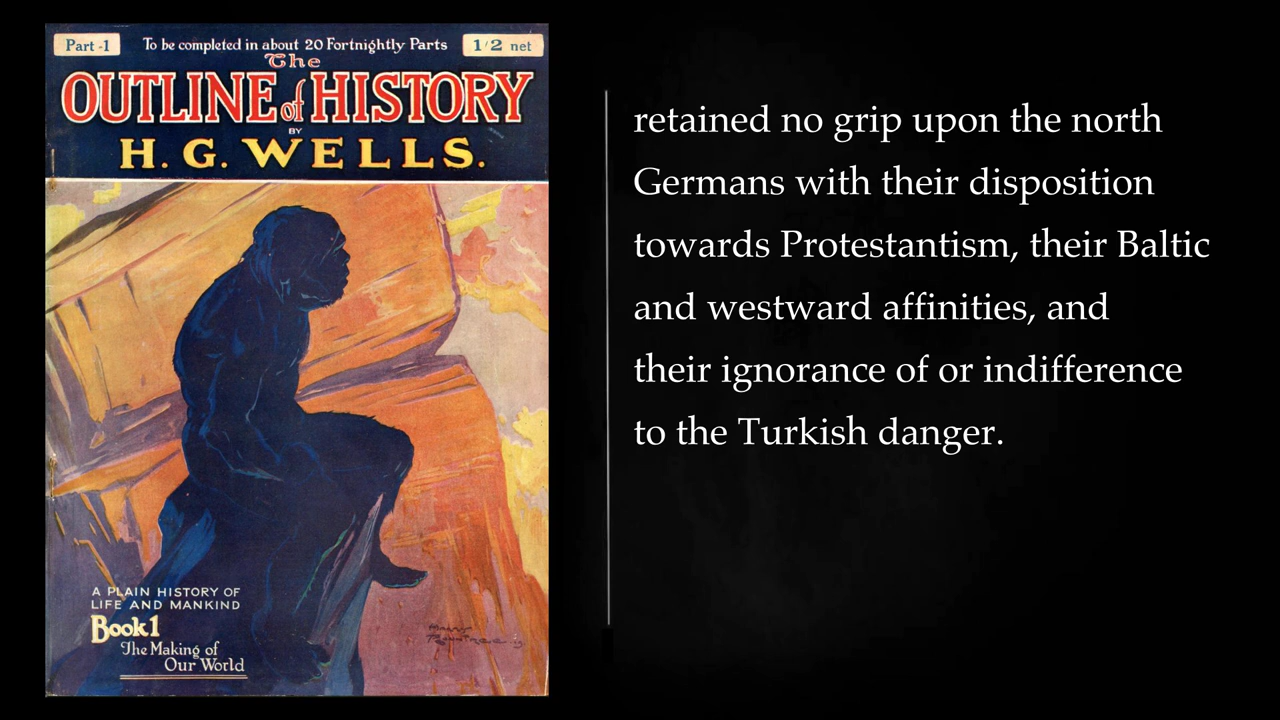 Part -1
To be completed in about 20 Fortnightly Parts
1/2 net
The
OUTLINE of HISTORY
BY
H. G. WELLS.
A PLAIN HISTORY OF
LIFE AND MANKIND
Book 1
The Making of
Our World
retained no grip upon the north
Germans with their disposition
towards Protestantism, their Baltic
and westward affinities, and
their ignorance of or indifference
to the Turkish danger.